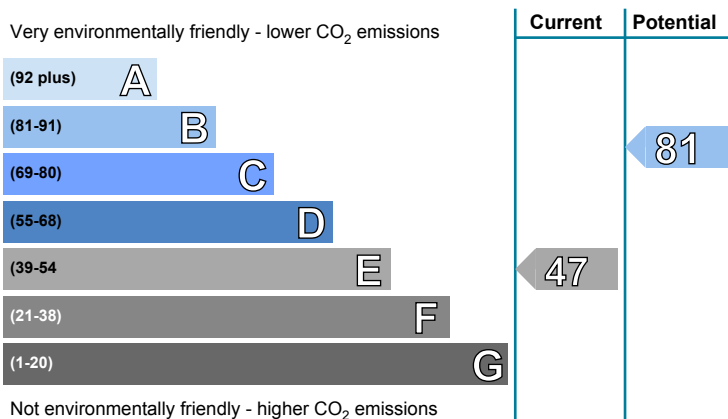 Current Potential
Very environmentally friendly - lower CO2 emissions
(92 plus) A
(81-91) B
81
(69-80) C
(55-68) D
(39-54 E
47
(21-38) F
(1-20) G
Not environmentally friendly - higher CO2 emissions